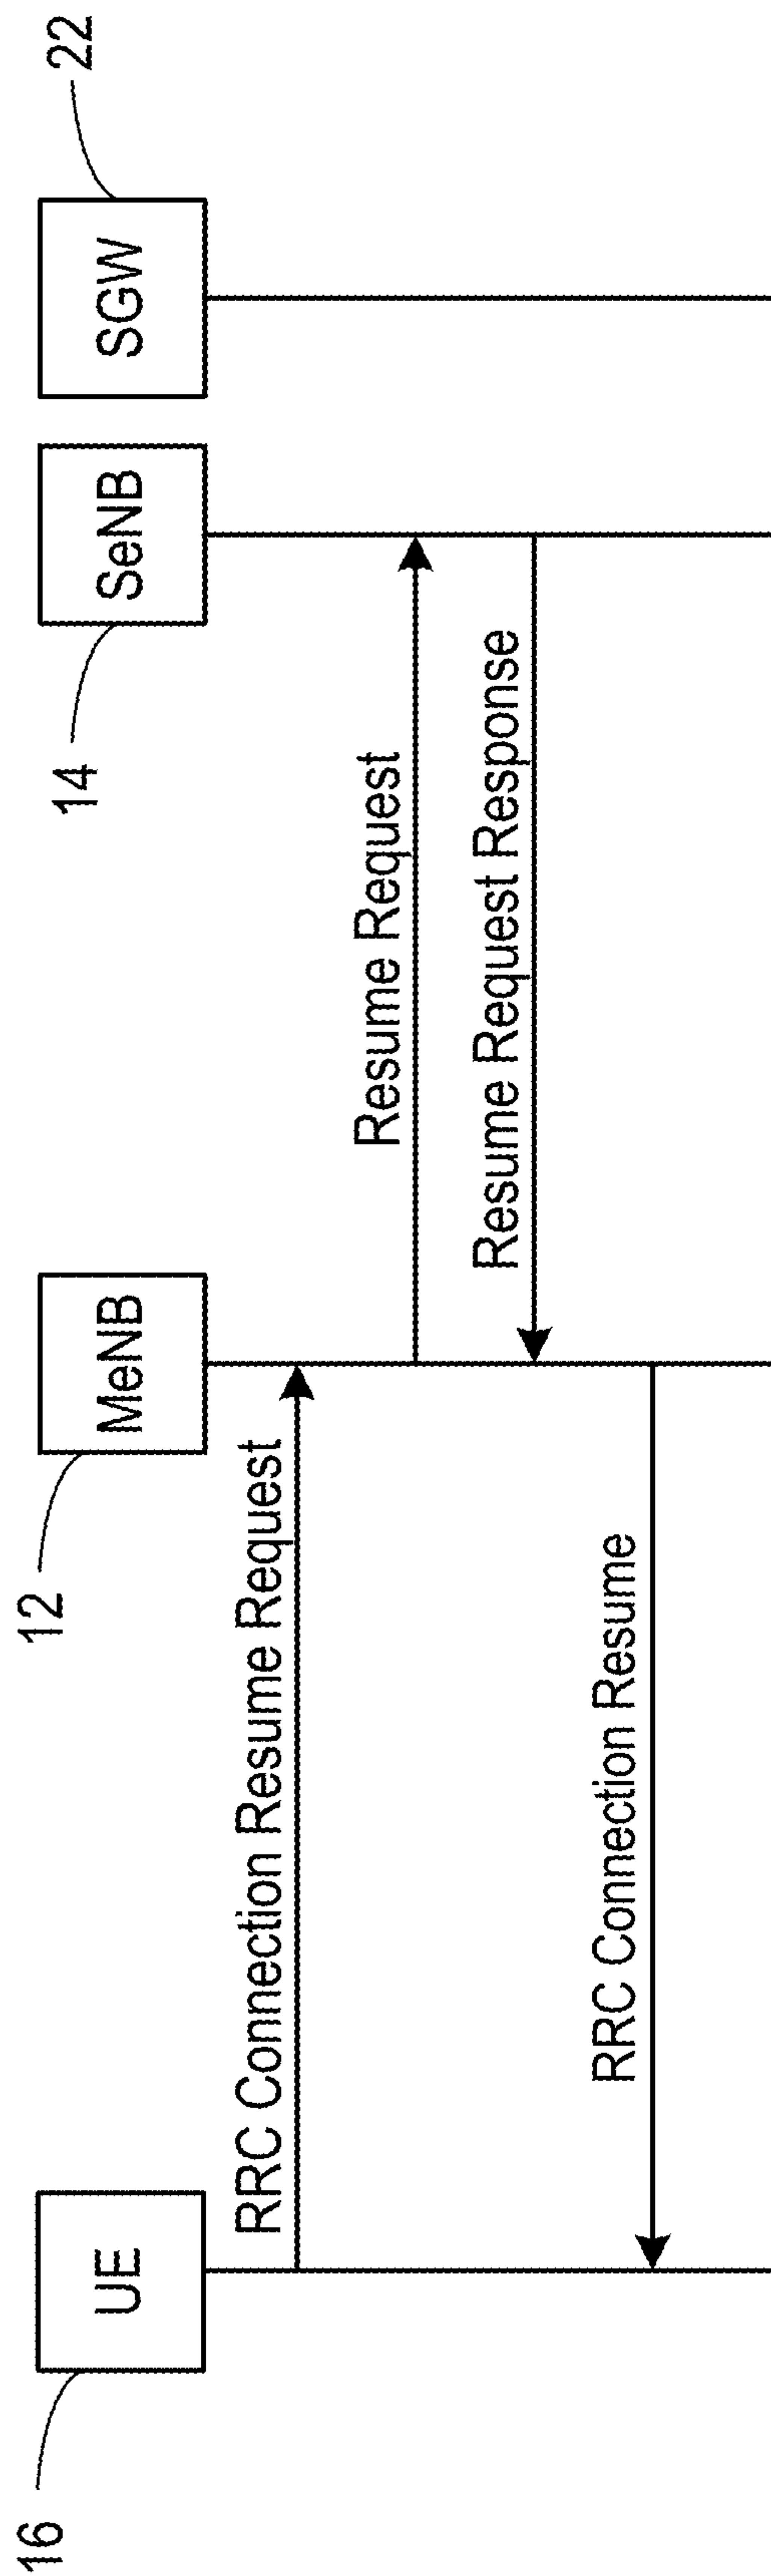 16
UE
12
MeNB
14
SeNB
22
SGW
RRC Connection Resume Request
Resume Request
Resume Request Response
RRC Connection Resume